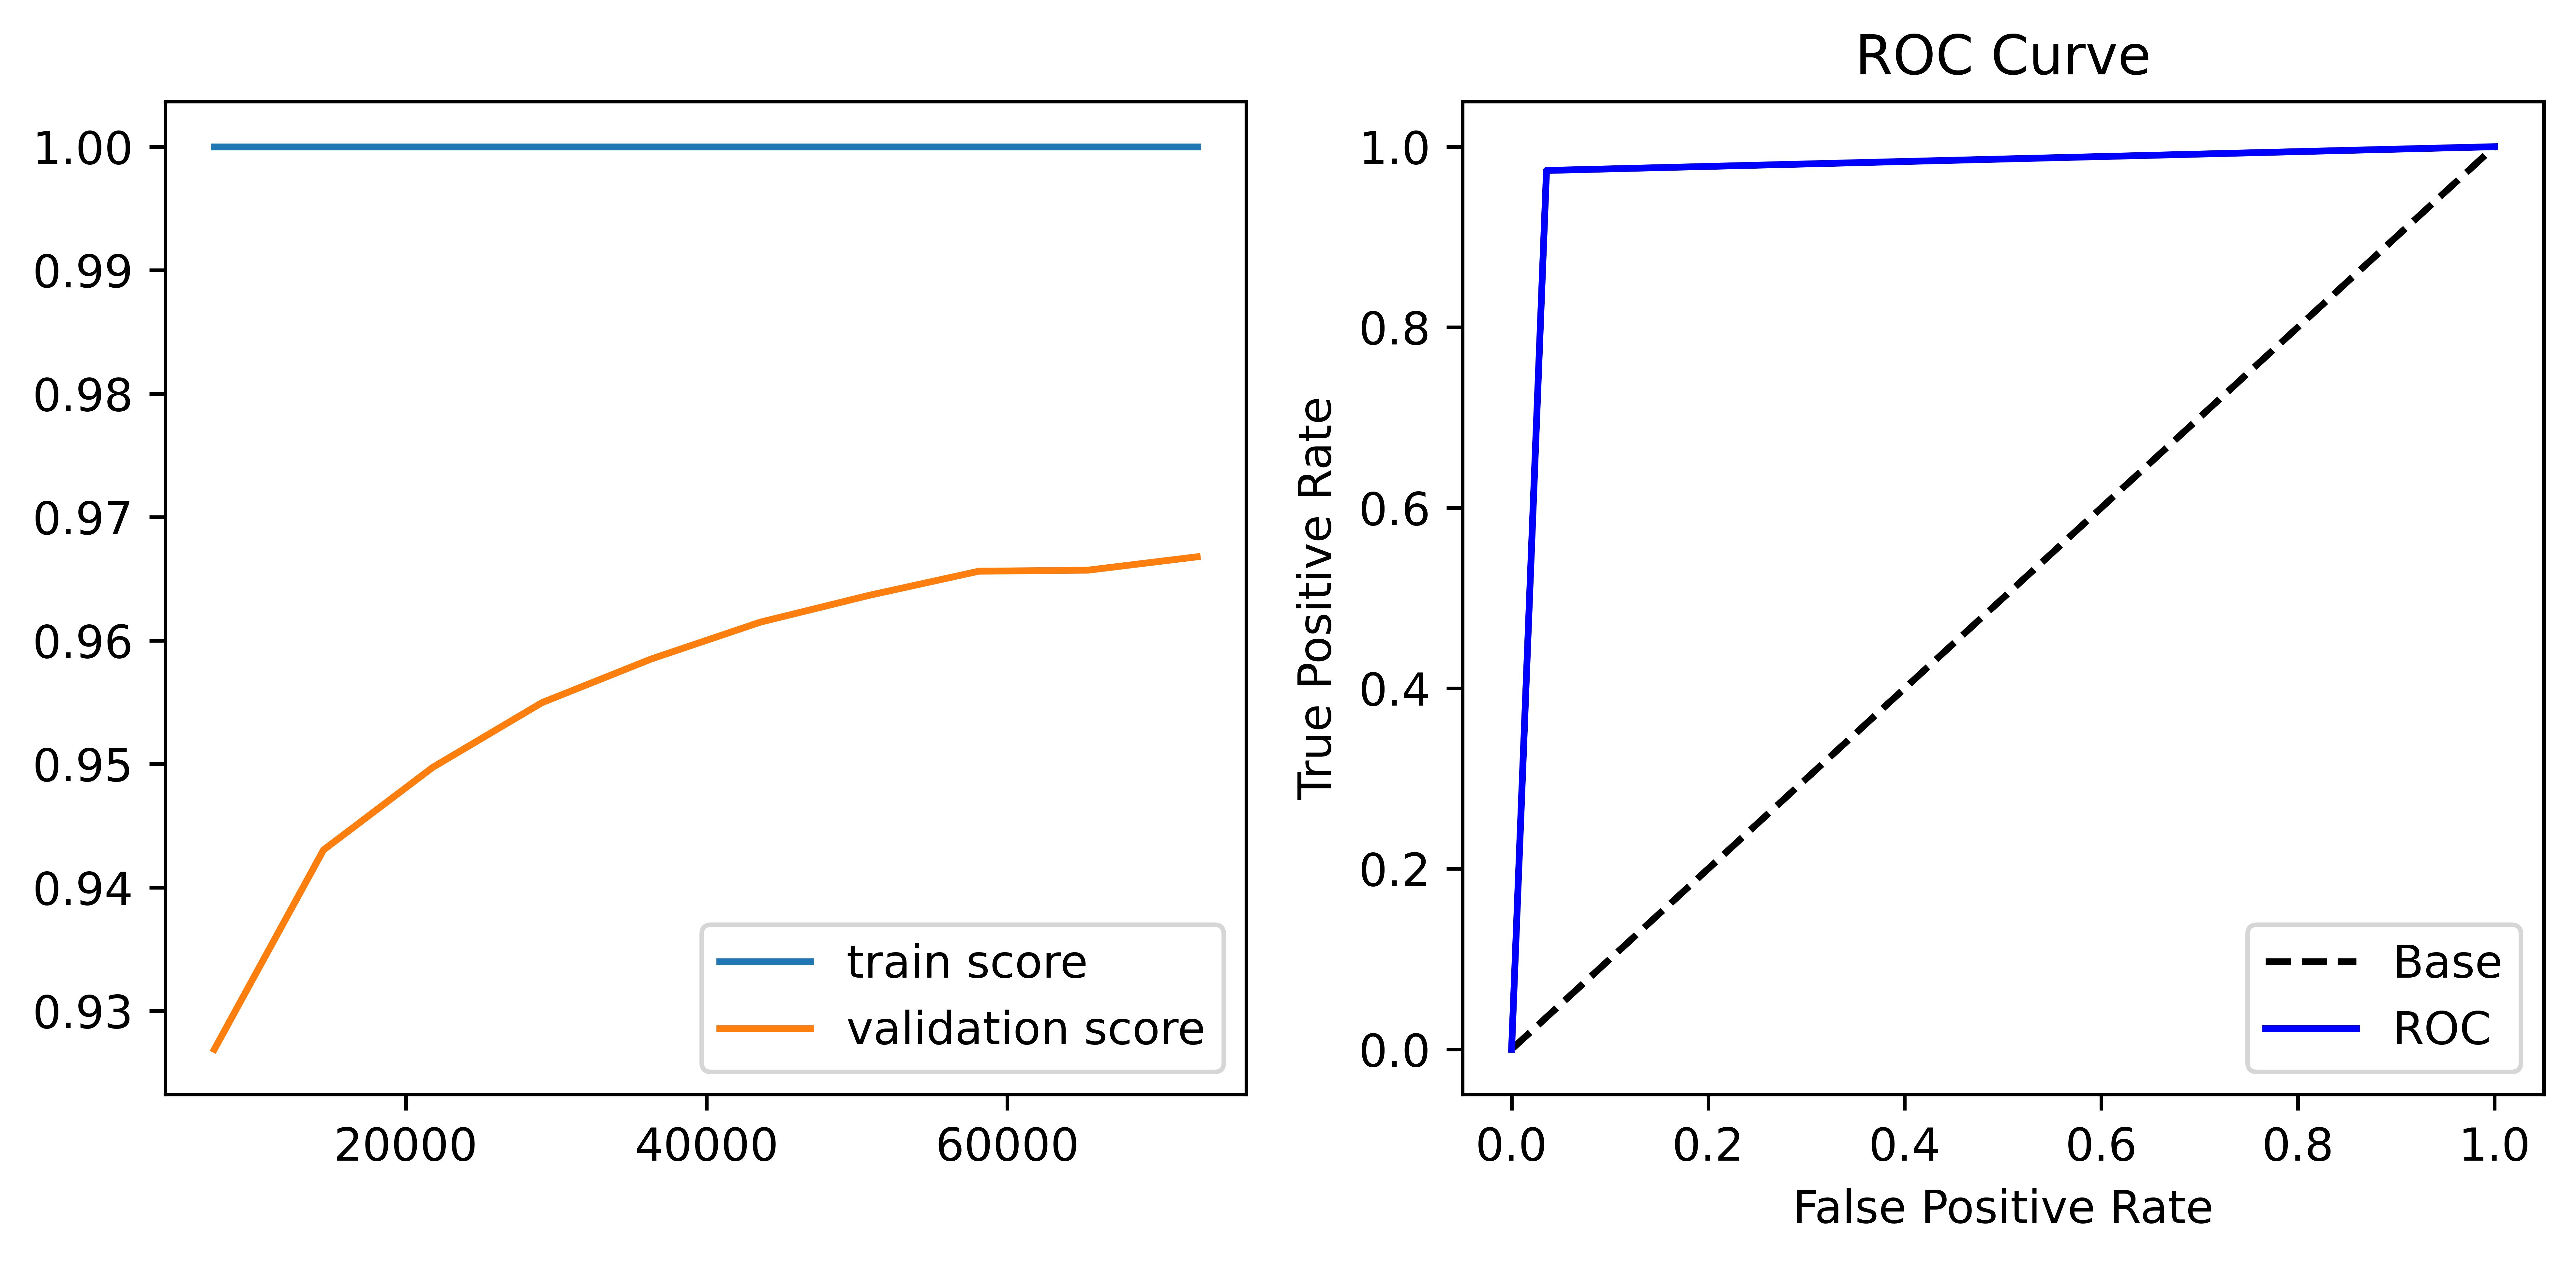 1.00
0.99
0.98
0.97
0.96
0.95
0.94
0.93
20000 40000 60000
train score
validation score
ROC Curve
True Positive Rate
1.0
0.8
0.6
0.4
0.2
0.0
0.0 0.2 0.4 0.6 0.8 1.0
False Positive Rate
Base
ROC